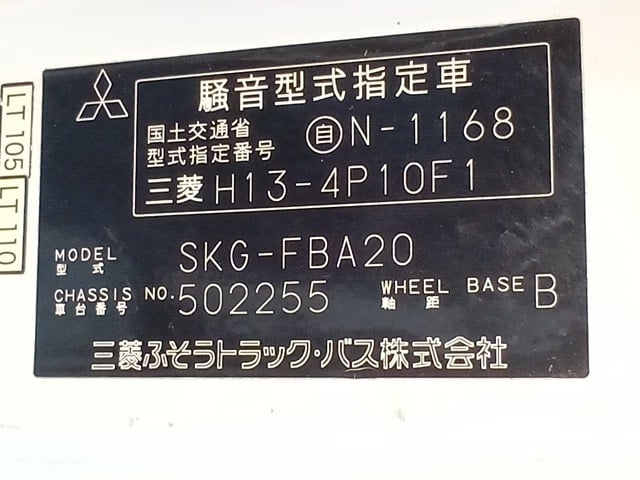 騒音型式指定車
国土交通省
型式指定番号
自 N-1168
三菱 H13-4P10F1
MODEL
型式
SKG-FBA20
CHASSIS NO.
車台番号
502255
WHEEL BASE
軸距
B
三菱ふそうトラック・バス株式会社
LT 105
LT 110